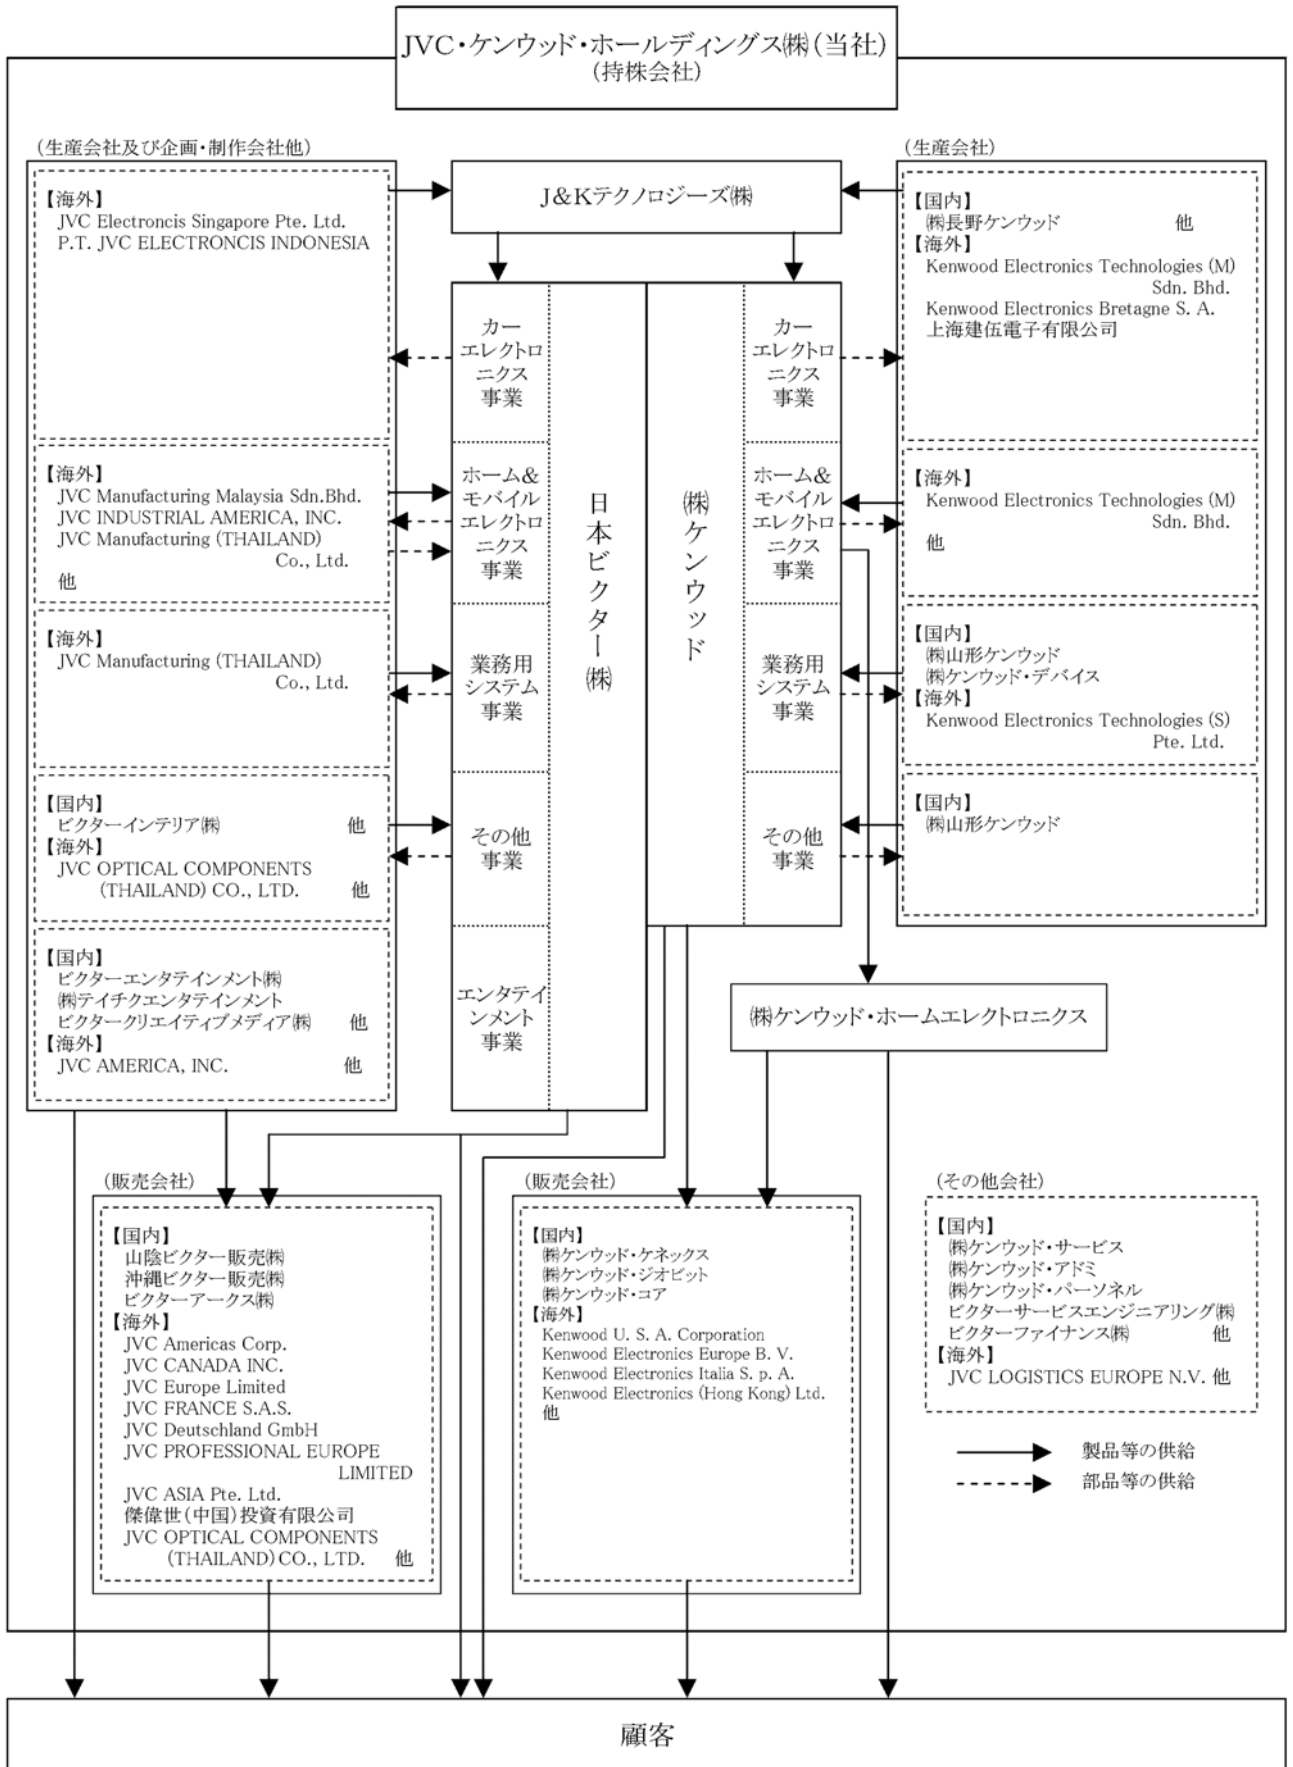 JVC・ケンウッド・ホールディングス㈱(当社)
(持株会社)
(生産会社及び企画・制作会社他)
【海外】
JVC Electroncis Singapore Pte. Ltd.
P.T. JVC ELECTRONCIS INDONESIA
【海外】
JVC Manufacturing Malaysia Sdn.Bhd.
JVC INDUSTRIAL AMERICA, INC.
JVC Manufacturing (THAILAND)
Co., Ltd.
他
【海外】
JVC Manufacturing (THAILAND)
Co., Ltd.
【国内】
ビクターインテリア㈱ 他
【海外】
JVC OPTICAL COMPONENTS
(THAILAND) CO., LTD. 他
【国内】
ビクターエンタテインメント㈱
㈱テイチクエンタテインメント
ビクタークリエイティブメディア㈱ 他
【海外】
JVC AMERICA, INC. 他
J&Kテクノロジーズ㈱
カー
エレクトロ
ニクス
事業
ホーム&
モバイル
エレクトロ
ニクス
事業
業務用
システム
事業
その他
事業
エンタテイ
ンメント
事業
日本ビクター㈱
㈱ケンウッド
カー
エレクトロ
ニクス
事業
ホーム&
モバイル
エレクトロ
ニクス
事業
業務用
システム
事業
その他
事業
(生産会社)
【国内】
㈱長野ケンウッド 他
【海外】
Kenwood Electronics Technologies (M)
Sdn. Bhd.
Kenwood Electronics Bretagne S. A.
上海建伍電子有限公司
【海外】
Kenwood Electronics Technologies (M)
Sdn. Bhd.
他
【国内】
㈱山形ケンウッド
㈱ケンウッド・デバイス
【海外】
Kenwood Electronics Technologies (S)
Pte. Ltd.
【国内】
㈱山形ケンウッド
㈱ケンウッド・ホームエレクトロニクス
(販売会社)
【国内】
山陰ビクター販売㈱
沖縄ビクター販売㈱
ビクターアークス㈱
【海外】
JVC Americas Corp.
JVC CANADA INC.
JVC Europe Limited
JVC FRANCE S.A.S.
JVC Deutschland GmbH
JVC PROFESSIONAL EUROPE
LIMITED
JVC ASIA Pte. Ltd.
傑偉世(中国)投資有限公司
JVC OPTICAL COMPONENTS
(THAILAND) CO., LTD. 他
(販売会社)
【国内】
㈱ケンウッド・ケネックス
㈱ケンウッド・ジオビット
㈱ケンウッド・コア
【海外】
Kenwood U. S. A. Corporation
Kenwood Electronics Europe B. V.
Kenwood Electronics Italia S. p. A.
Kenwood Electronics (Hong Kong) Ltd.
他
(その他会社)
【国内】
㈱ケンウッド・サービス
㈱ケンウッド・アドミ
㈱ケンウッド・パーソネル
ビクターサービスエンジニアリング㈱
ビクターファイナンス㈱ 他
【海外】
JVC LOGISTICS EUROPE N.V. 他
製品等の供給
部品等の供給
顧客